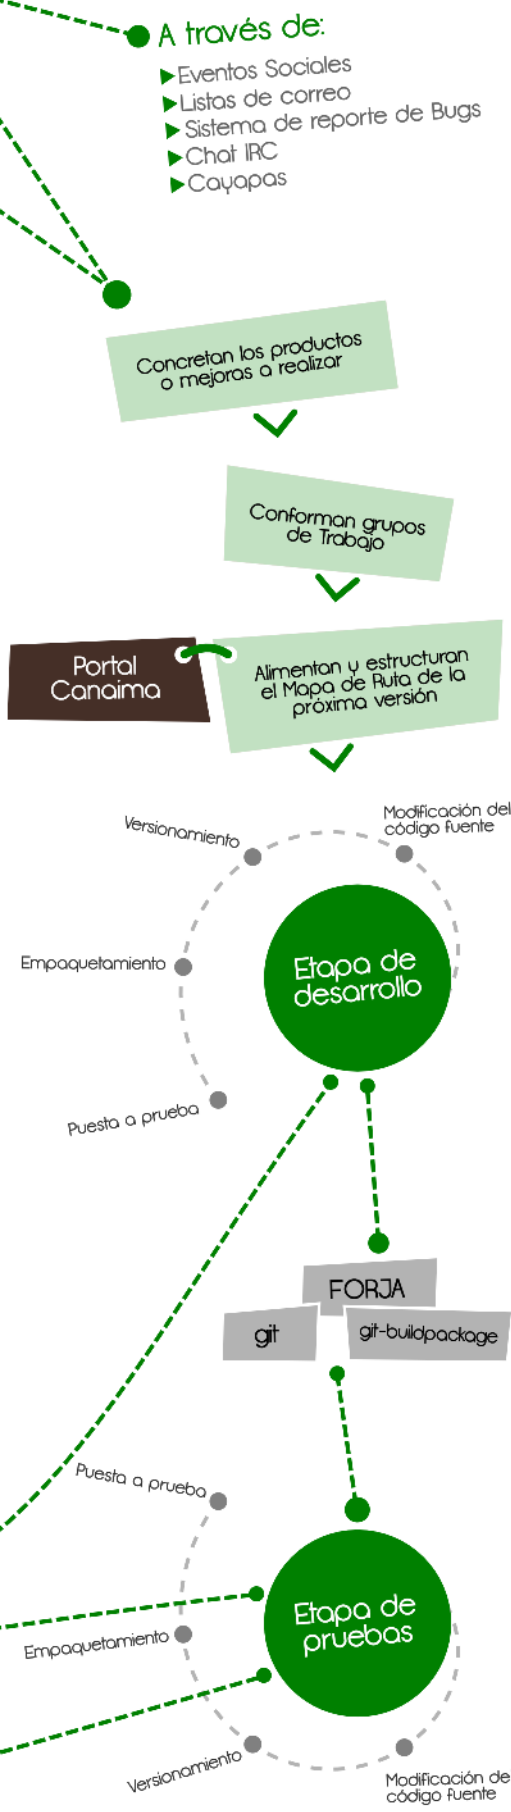 A través de:
Eventos Sociales
Listas de correo
Sistema de reporte de Bugs
Chat IRC
Cayapas
Concretan los productos
o mejoras a realizar
Conforman grupos
de Trabajo
Portal
Canaima
Alimentan y estructuran
el Mapa de Ruta de la
próxima versión
Versionamiento
Modificación del
código fuente
Empaquetamiento
Etapa de
desarrollo
Puesta a prueba
FORJA
git
git-buildpackage
Puesta a prueba
Etapa de
pruebas
Empaquetamiento
Versionamiento
Modificación de
código fuente